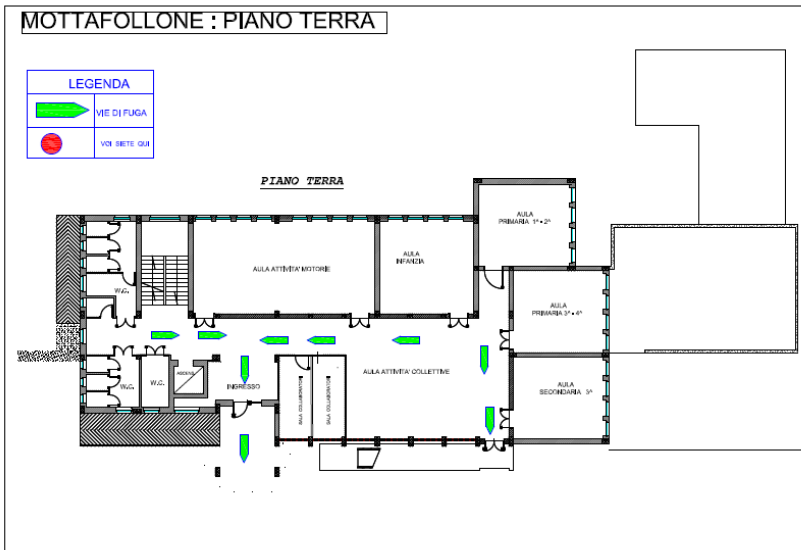 MOTTAFOLLONE : PIANO TERRA
LEGENDA
VIE DI FUGA
VOI SIETE QUI
PIANO TERRA
AULA
PRIMARIA 1^ - 2^
AULA ATTIVITA' MOTORIE
AULA
INFANZIA
W.C.
AULA
PRIMARIA 3^ - 4^
W.C.
W.C.
INGRESSO
SALA COLLABORATORI
SALA COLLABORATORI
AULA ATTIVITA' COLLETTIVE
AULA
SECONDARIA 3^